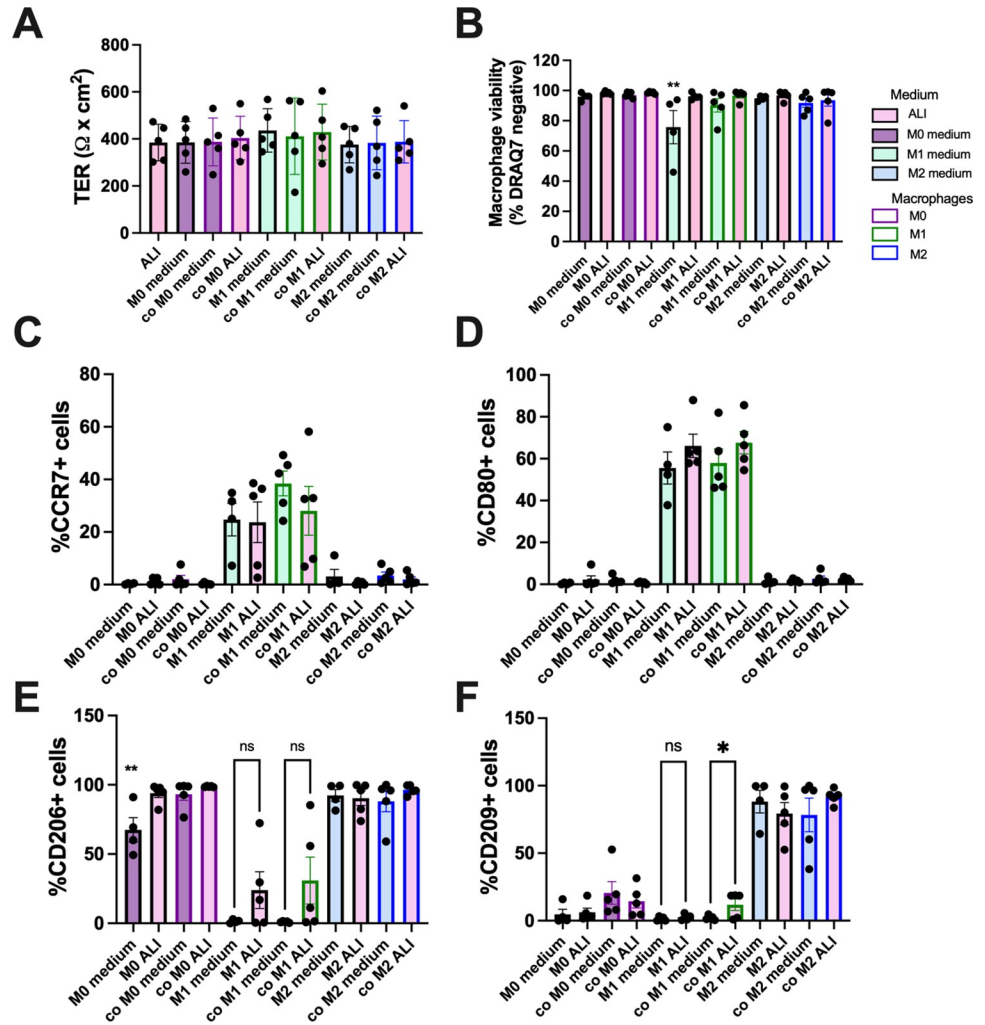 A
TER (Ω x cm²)
800
600
400
200
0
ALI
M0 medium
co M0 medium
co M0 ALI
M1 medium
co M1 medium
co M1 ALI
M2 medium
co M2 medium
co M2 ALI
B
Macrophage viability
(% DRAQ7 negative)
120
100
80
60
40
20
0
**
M0 medium
M0 ALI
co M0 medium
co M0 ALI
M1 medium
M1 ALI
co M1 medium
co M1 ALI
M2 medium
M2 ALI
co M2 medium
co M2 ALI
Medium
ALI
M0 medium
M1 medium
M2 medium
Macrophages
M0
M1
M2
C
%CCR7+ cells
80
60
40
20
0
M0 medium
M0 ALI
co M0 medium
co M0 ALI
M1 medium
M1 ALI
co M1 medium
co M1 ALI
M2 medium
M2 ALI
co M2 medium
co M2 ALI
D
%CD80+ cells
100
80
60
40
20
0
M0 medium
M0 ALI
co M0 medium
co M0 ALI
M1 medium
M1 ALI
co M1 medium
co M1 ALI
M2 medium
M2 ALI
co M2 medium
co M2 ALI
E
%CD206+ cells
150
100
50
0
**
ns
ns
M0 medium
M0 ALI
co M0 medium
co M0 ALI
M1 medium
M1 ALI
co M1 medium
co M1 ALI
M2 medium
M2 ALI
co M2 medium
co M2 ALI
F
%CD209+ cells
150
100
50
0
ns
*
M0 medium
M0 ALI
co M0 medium
co M0 ALI
M1 medium
M1 ALI
co M1 medium
co M1 ALI
M2 medium
M2 ALI
co M2 medium
co M2 ALI